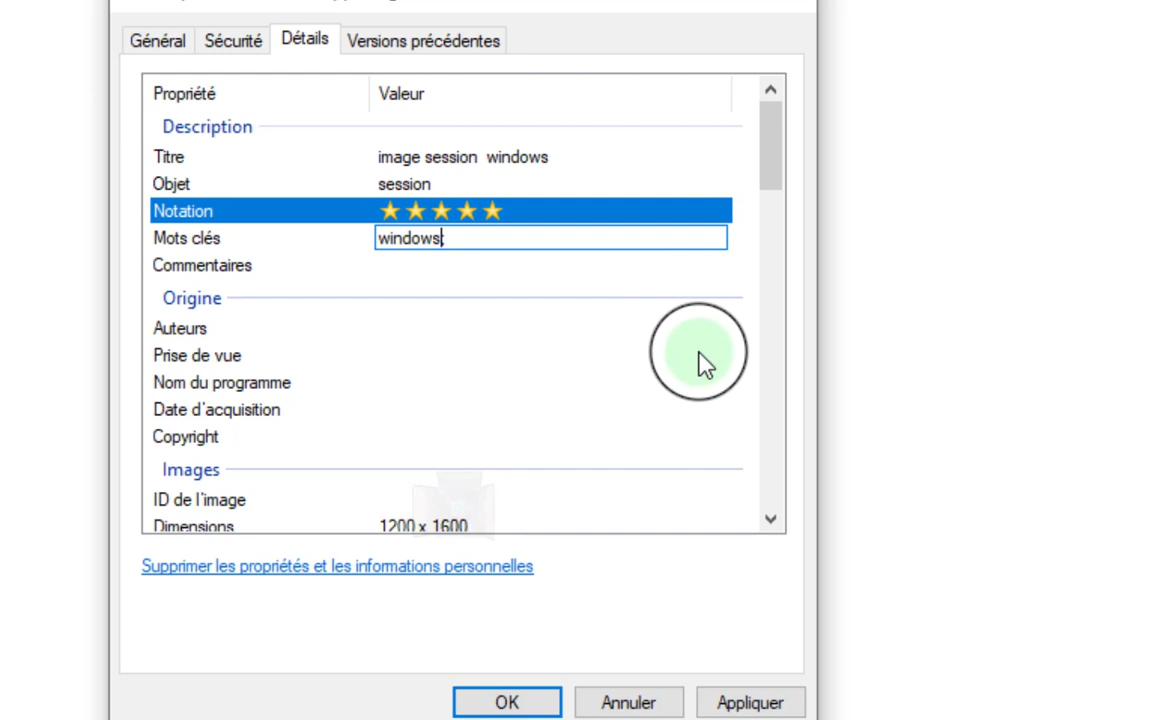 Général Sécurité Détails Versions précédentes
Propriété Valeur
Description
Titre image session windows
Objet session
Notation
Mots clés windows;
Commentaires
Origine
Auteurs
Prise de vue
Nom du programme
Date d'acquisition
Copyright
Images
ID de l'image
Dimensions 1200 x 1600
Supprimer les propriétés et les informations personnelles
OK Annuler Appliquer